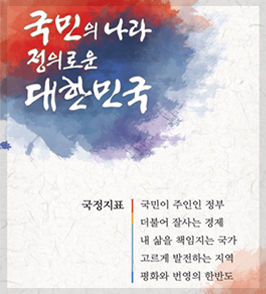 국민의 나라
정의로운
대한민국
국정지표
국민이 주인인 정부
더불어 잘사는 경제
내 삶을 책임지는 국가
고르게 발전하는 지역
평화와 번영의 한반도